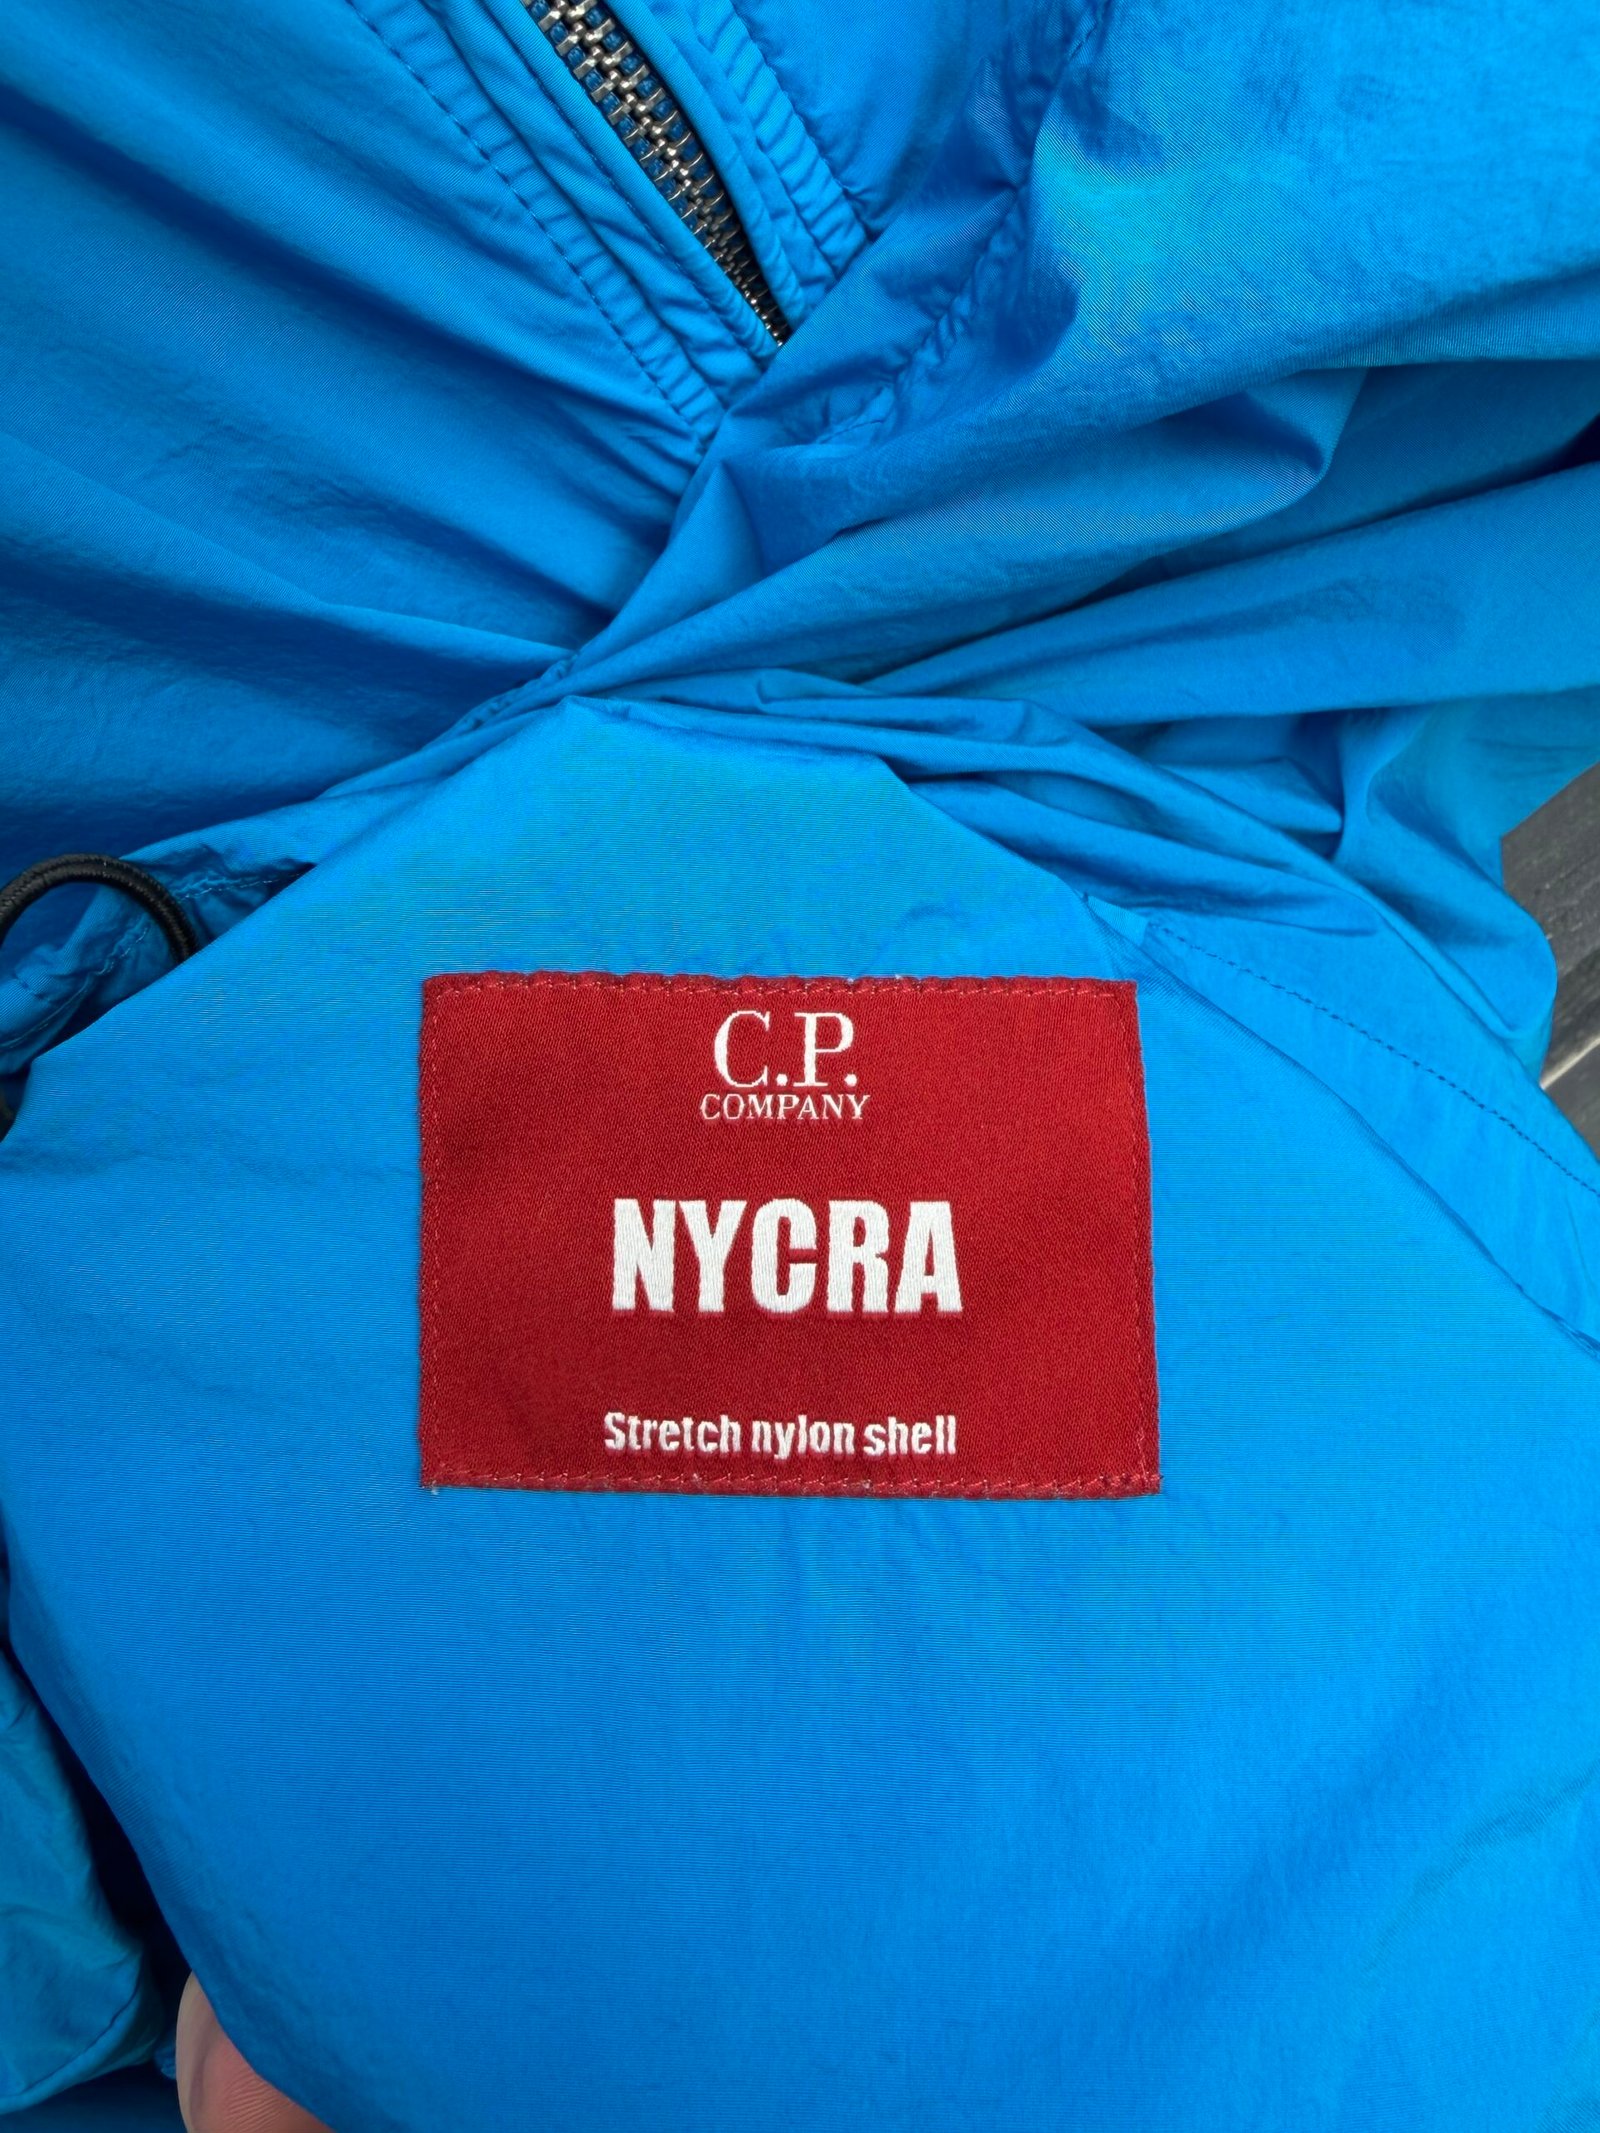 C.P.
COMPANY
NYCRA
Stretch nylon shell